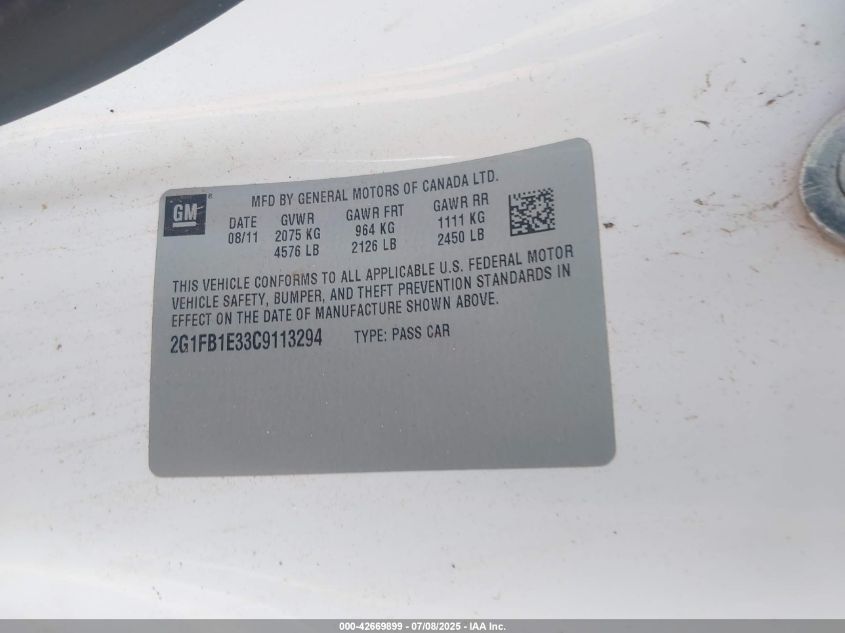 GM®
MFD BY GENERAL MOTORS OF CANADA LTD.
DATE GVWR GAWR FRT GAWR RR
08/11 2075 KG 964 KG 1111 KG
4576 LB 2126 LB 2450 LB
THIS VEHICLE CONFORMS TO ALL APPLICABLE U.S. FEDERAL MOTOR
VEHICLE SAFETY, BUMPER, AND THEFT PREVENTION STANDARDS IN
EFFECT ON THE DATE OF MANUFACTURE SHOWN ABOVE.
2G1FB1E33C9113294 TYPE: PASS CAR
000-42669899 - 07/08/2025 - IAA Inc.